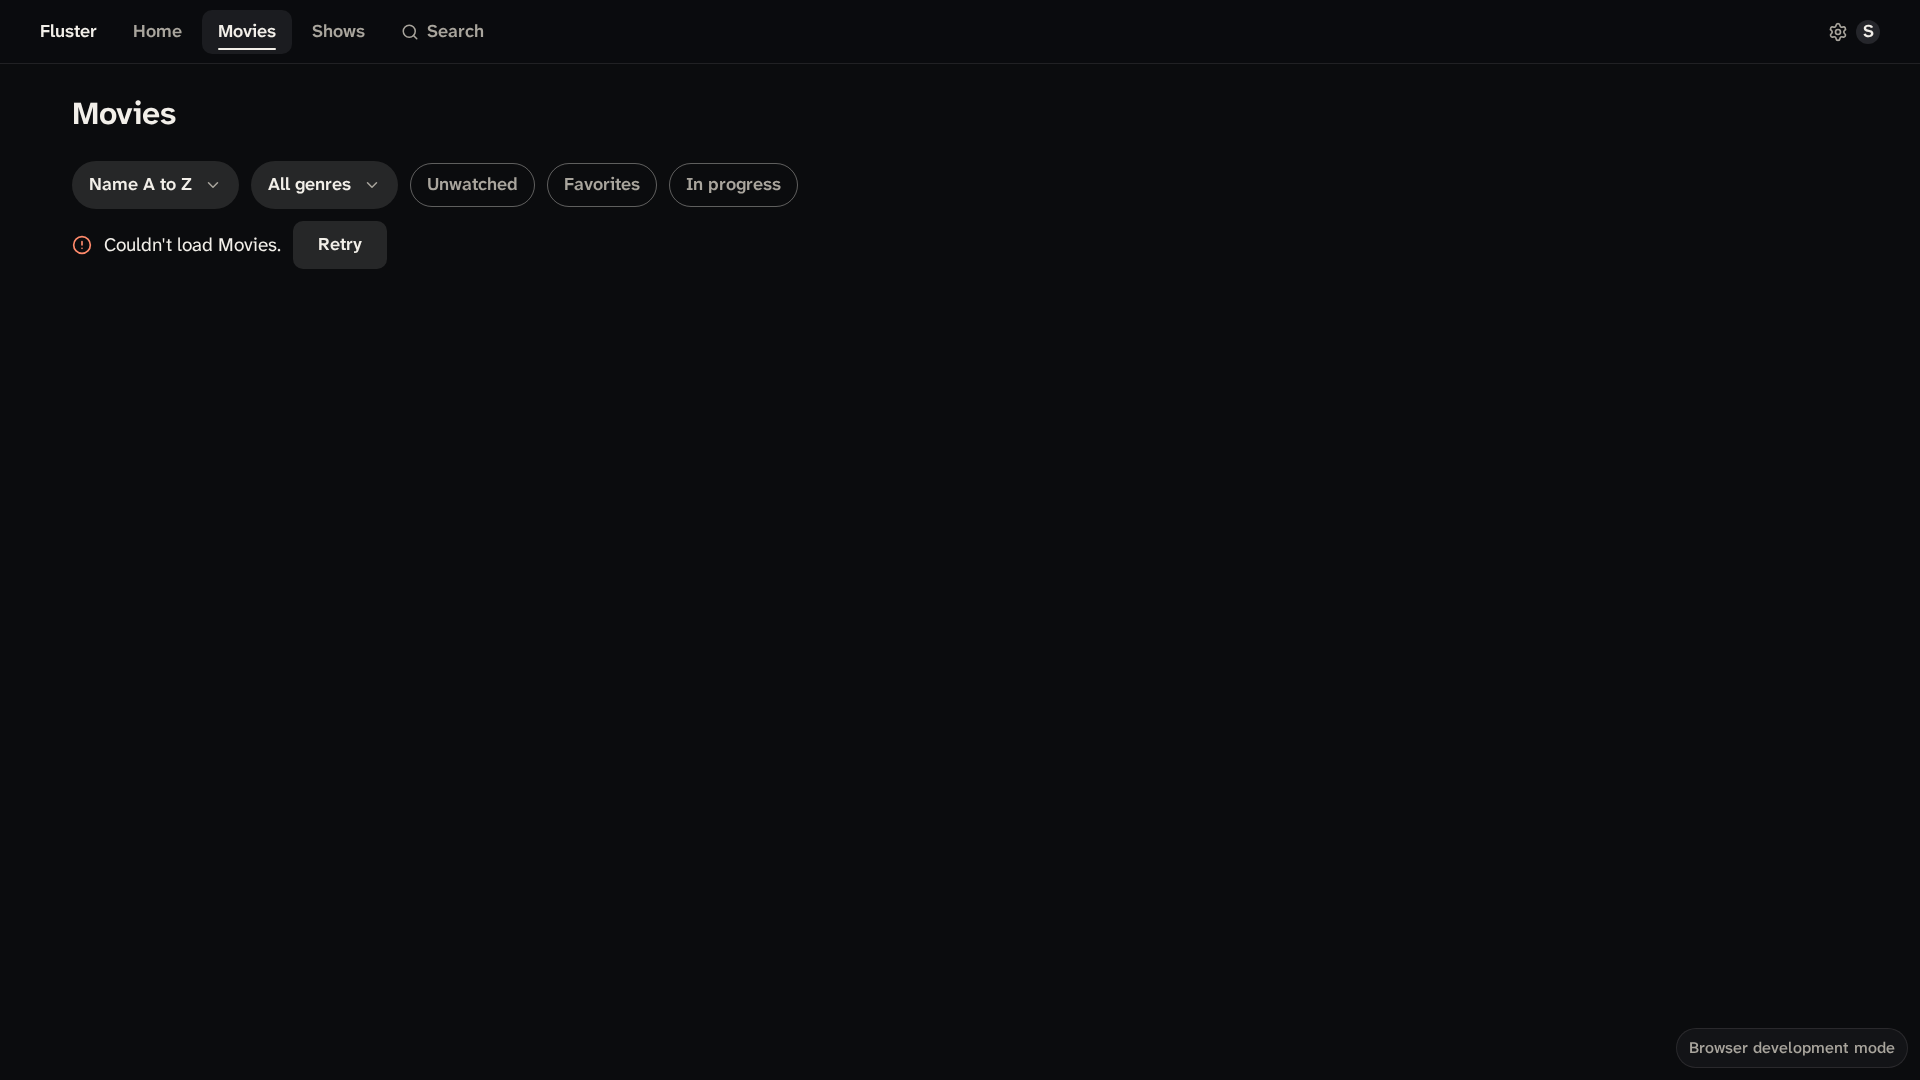 Fluster Home Movies Shows Search S
Movies
Name A to Z All genres Unwatched Favorites In progress
Couldn't load Movies. Retry
Browser development mode